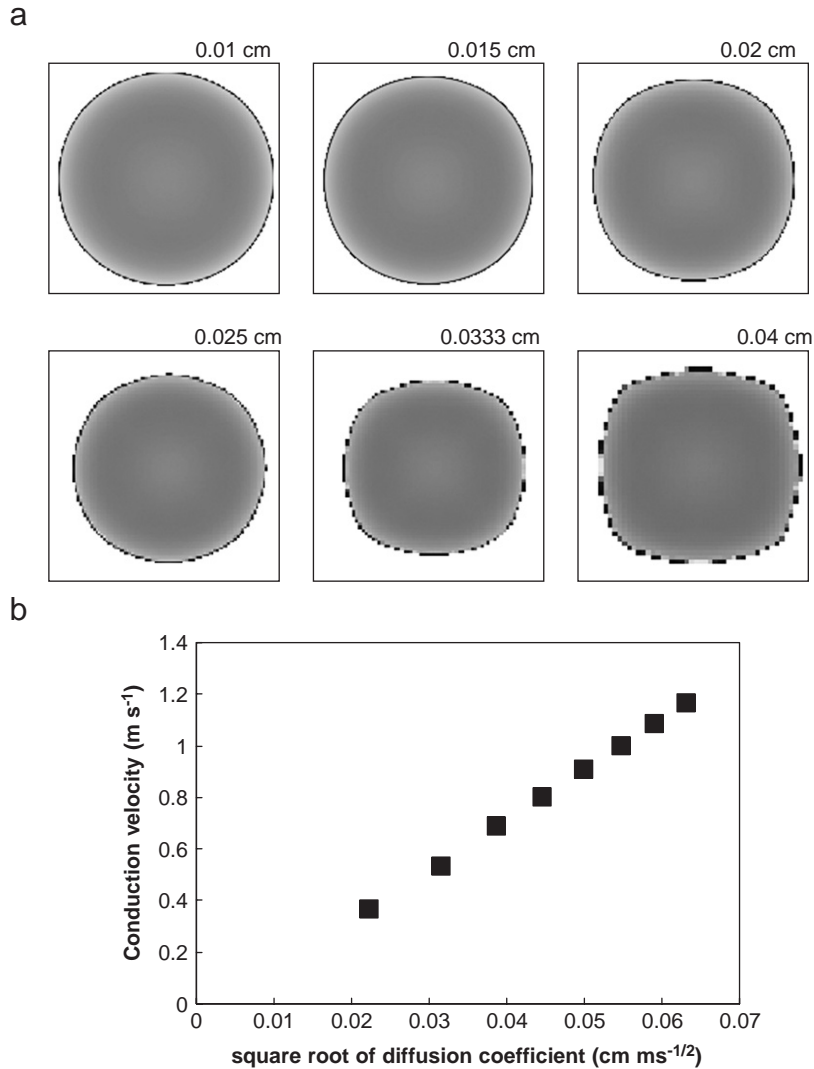 a
0.01 cm 0.015 cm 0.02 cm
0.025 cm 0.0333 cm 0.04 cm
b
Conduction velocity (m s⁻¹)
1.4
1.2
1
0.8
0.6
0.4
0.2
0
0 0.01 0.02 0.03 0.04 0.05 0.06 0.07
square root of diffusion coefficient (cm ms⁻¹/²)